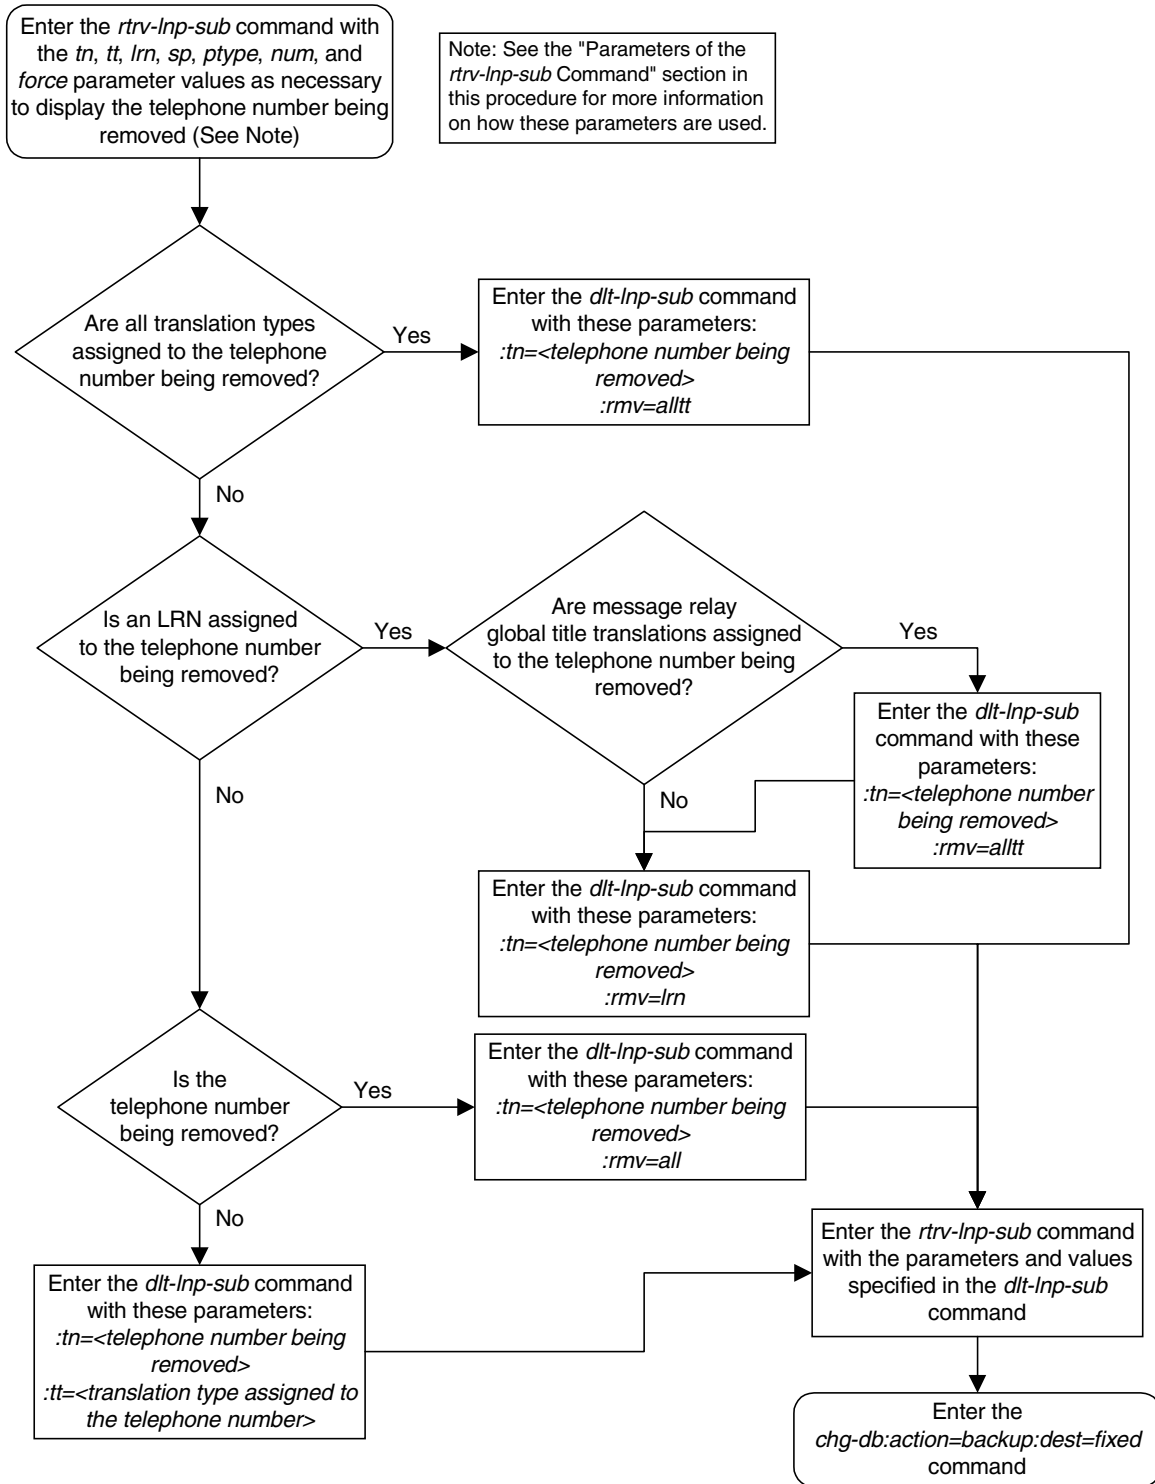 Enter the rtrv-lnp-sub command with
the tn, tt, lrn, sp, ptype, num, and
force parameter values as necessary
to display the telephone number being
removed (See Note)
Note: See the "Parameters of the
rtrv-lnp-sub Command" section in
this procedure for more information
on how these parameters are used.
Are all translation types
assigned to the telephone
number being removed?
Yes
Enter the dlt-lnp-sub command
with these parameters:
:tn=<telephone number being
removed>
:rmv=alltt
No
Is an LRN assigned
to the telephone number
being removed?
Yes
Are message relay
global title translations assigned
to the telephone number being
removed?
Yes
Enter the dlt-lnp-sub
command with these
parameters:
:tn=<telephone number
being removed>
:rmv=alltt
No
No
Enter the dlt-lnp-sub command
with these parameters:
:tn=<telephone number being
removed>
:rmv=lrn
Is the
telephone number
being removed?
Yes
Enter the dlt-lnp-sub command
with these parameters:
:tn=<telephone number being
removed>
:rmv=all
No
Enter the dlt-lnp-sub command
with these parameters:
:tn=<telephone number being
removed>
:tt=<translation type assigned to
the telephone number>
Enter the rtrv-lnp-sub command
with the parameters and values
specified in the dlt-lnp-sub
command
Enter the
chg-db:action=backup:dest=fixed
command